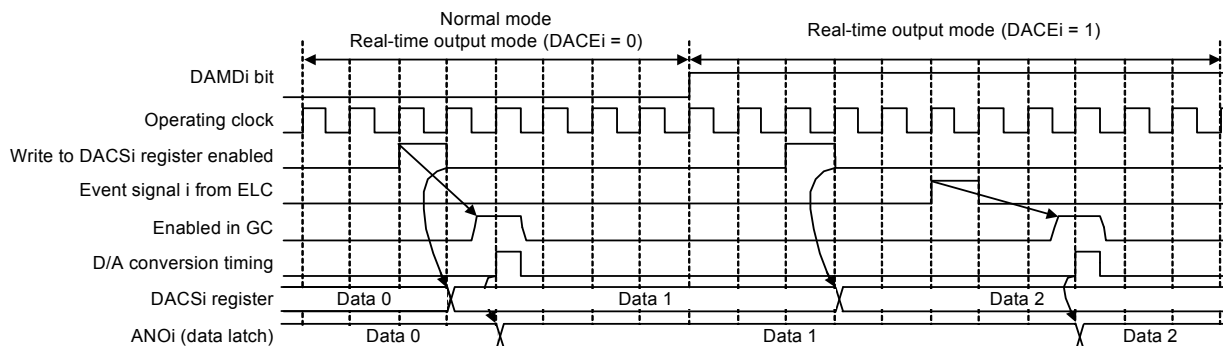 Normal mode
Real-time output mode (DACEi = 0)
Real-time output mode (DACEi = 1)
DAMDi bit
Operating clock
Write to DACSi register enabled
Event signal i from ELC
Enabled in GC
D/A conversion timing
DACSi register
Data 0
Data 1
Data 2
ANOi (data latch)
Data 0
Data 1
Data 2